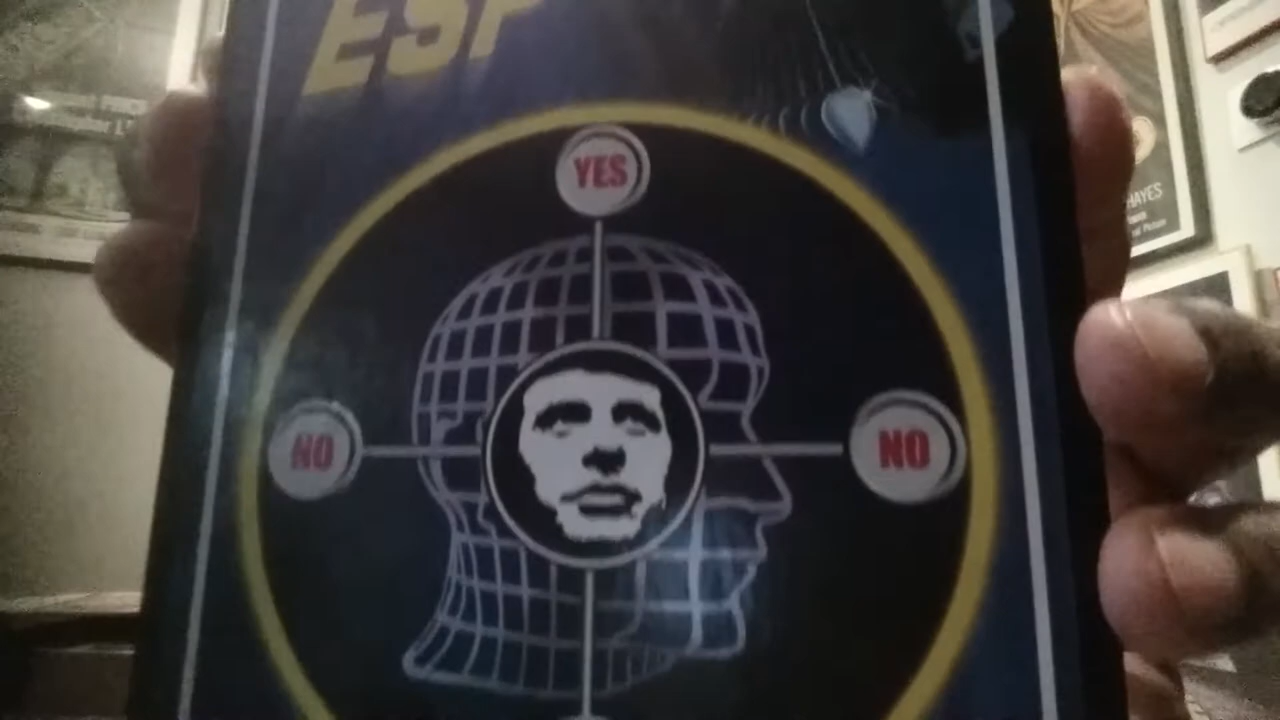 ESP
YES
NO
NO
HAYES